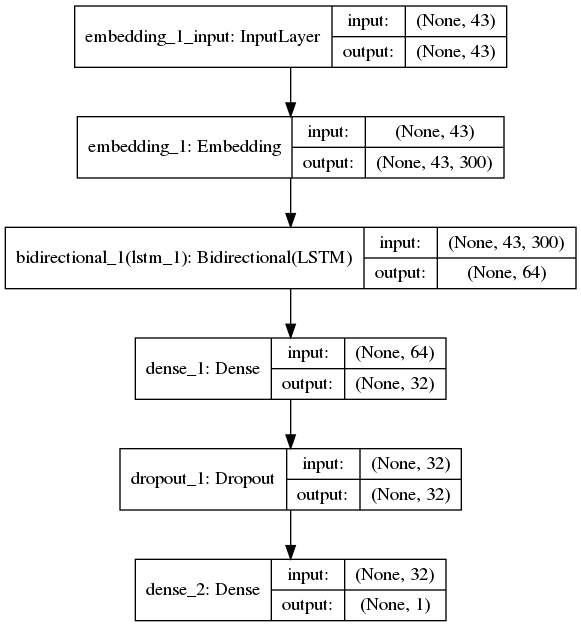 embedding_1_input: InputLayer
input: (None, 43)
output: (None, 43)
embedding_1: Embedding
input: (None, 43)
output: (None, 43, 300)
bidirectional_1(lstm_1): Bidirectional(LSTM)
input: (None, 43, 300)
output: (None, 64)
dense_1: Dense
input: (None, 64)
output: (None, 32)
dropout_1: Dropout
input: (None, 32)
output: (None, 32)
dense_2: Dense
input: (None, 32)
output: (None, 1)